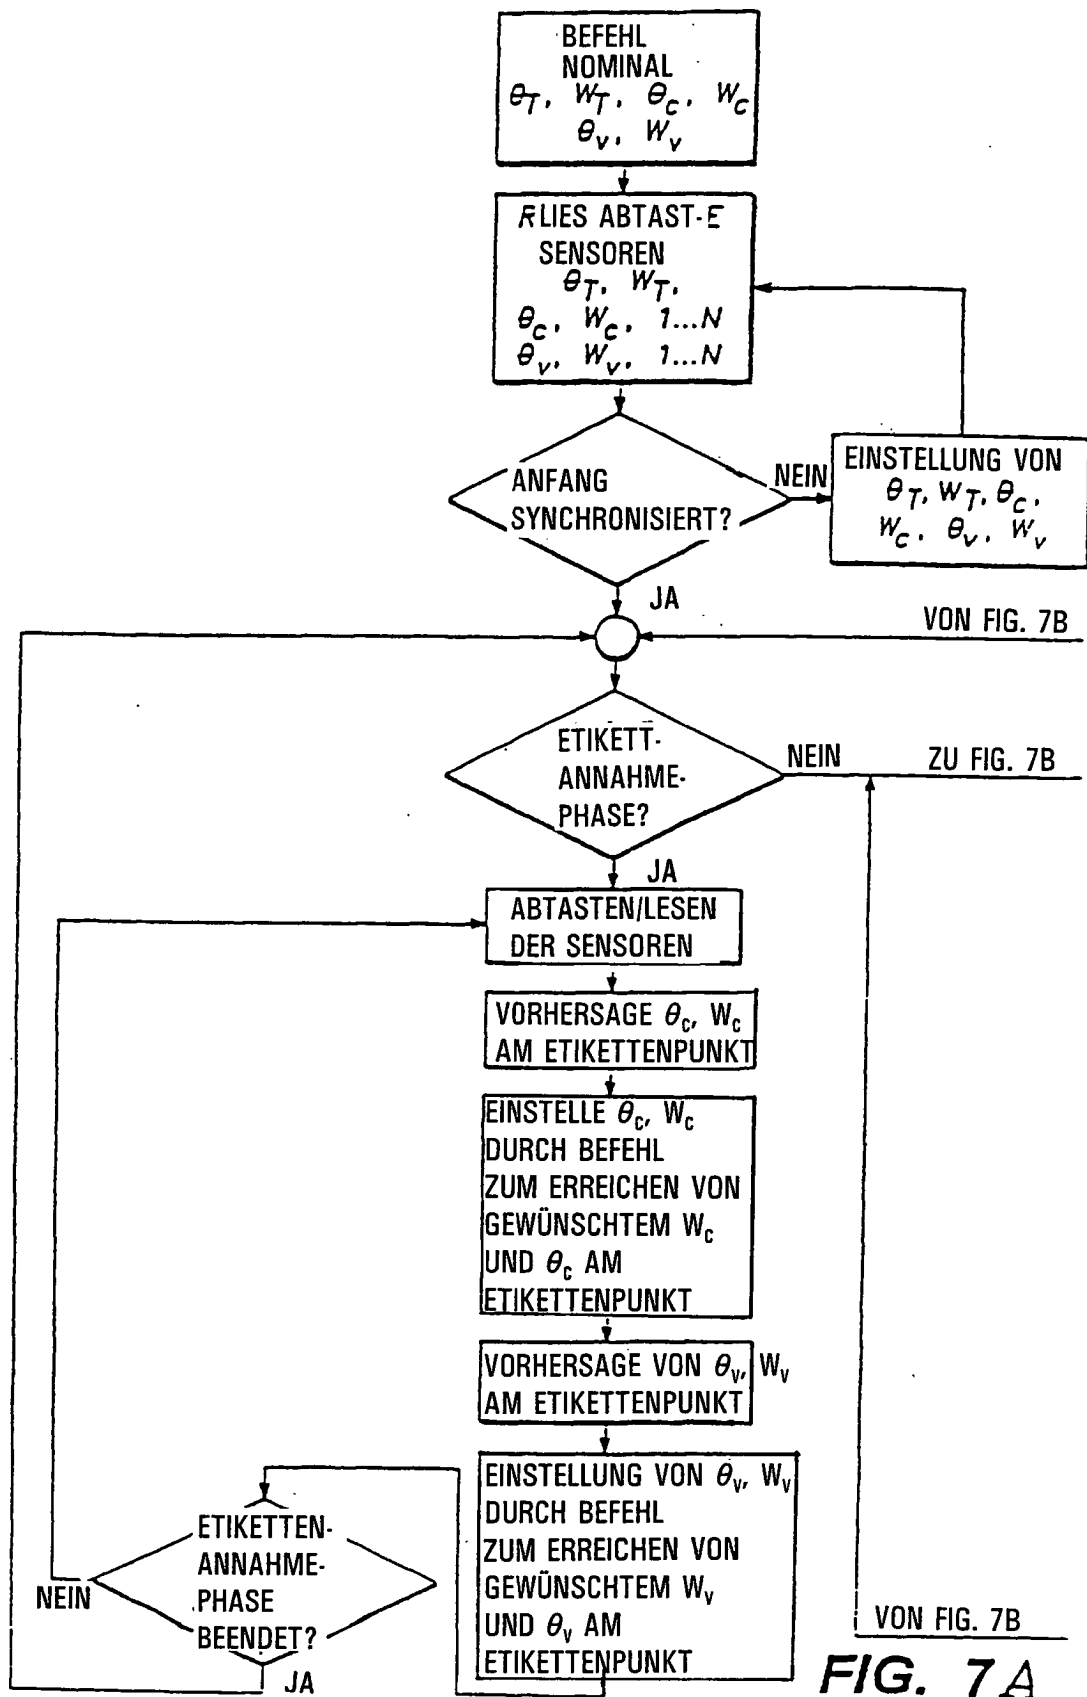 BEFEHL
NOMINAL
θT, WT, θc, Wc
θv, Wv
RLIES ABTAST-E
SENSOREN
θT, WT,
θc, Wc, 1...N
θv, Wv, 1...N
ANFANG
SYNCHRONISIERT?
NEIN
EINSTELLUNG VON
θT, WT, θc,
Wc, θv, Wv
JA
VON FIG. 7B
ETIKETT-
ANNAHME-
PHASE?
NEIN
ZU FIG. 7B
JA
ABTASTEN/LESEN
DER SENSOREN
VORHERSAGE θc, Wc
AM ETIKETTENPUNKT
EINSTELLE θc, Wc
DURCH BEFEHL
ZUM ERREICHEN VON
GEWÜNSCHTEM Wc
UND θc AM
ETIKETTENPUNKT
VORHERSAGE VON θv, Wv
AM ETIKETTENPUNKT
EINSTELLUNG VON θv, Wv
DURCH BEFEHL
ZUM ERREICHEN VON
GEWÜNSCHTEM Wv
UND θv AM
ETIKETTENPUNKT
ETIKETTEN-
ANNAHME-
PHASE
BEENDET?
NEIN
JA
VON FIG. 7B
FIG. 7A